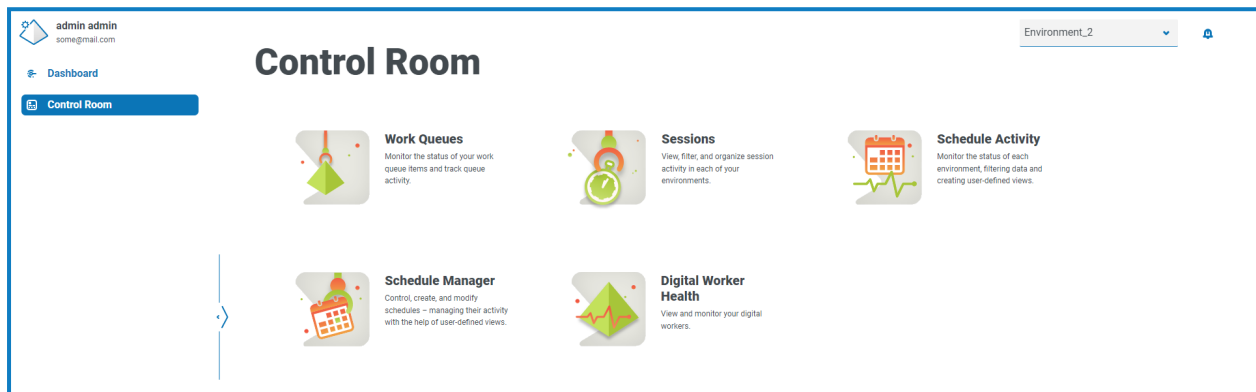 admin admin
some@mail.com
Environment_2
Dashboard
Control Room
Control Room
Work Queues
Monitor the status of your work
queue items and track queue
activity.
Sessions
View, filter, and organize session
activity in each of your
environments.
Schedule Activity
Monitor the status of each
environment, filtering data and
creating user-defined views.
Schedule Manager
Control, create, and modify
schedules – managing their activity
with the help of user-defined views.
Digital Worker
Health
View and monitor your digital
workers.